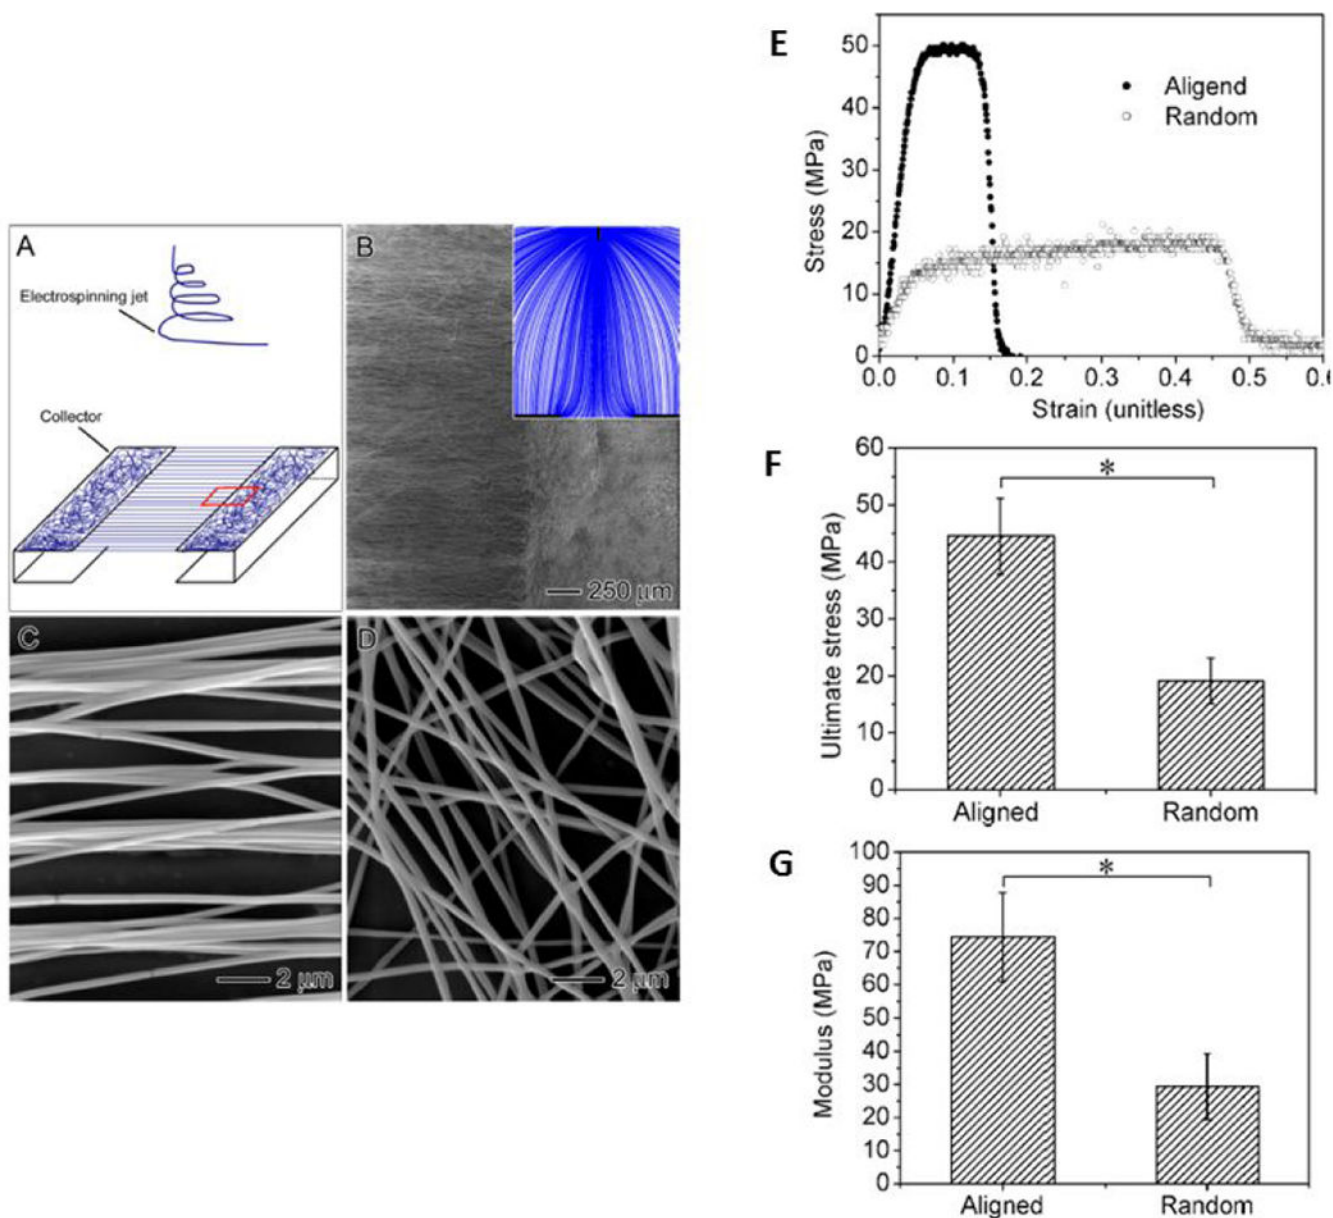 A
Electrospinning jet
Collector
B
250 μm
C
2 μm
D
2 μm
E
Stress (MPa)
50
40
30
20
10
0
Aligend
Random
0.0 0.1 0.2 0.3 0.4 0.5 0.6
Strain (unitless)
F
Ultimate stress (MPa)
60
50
40
30
20
10
0
*
Aligned Random
G
Modulus (MPa)
100
90
80
70
60
50
40
30
20
10
0
*
Aligned Random